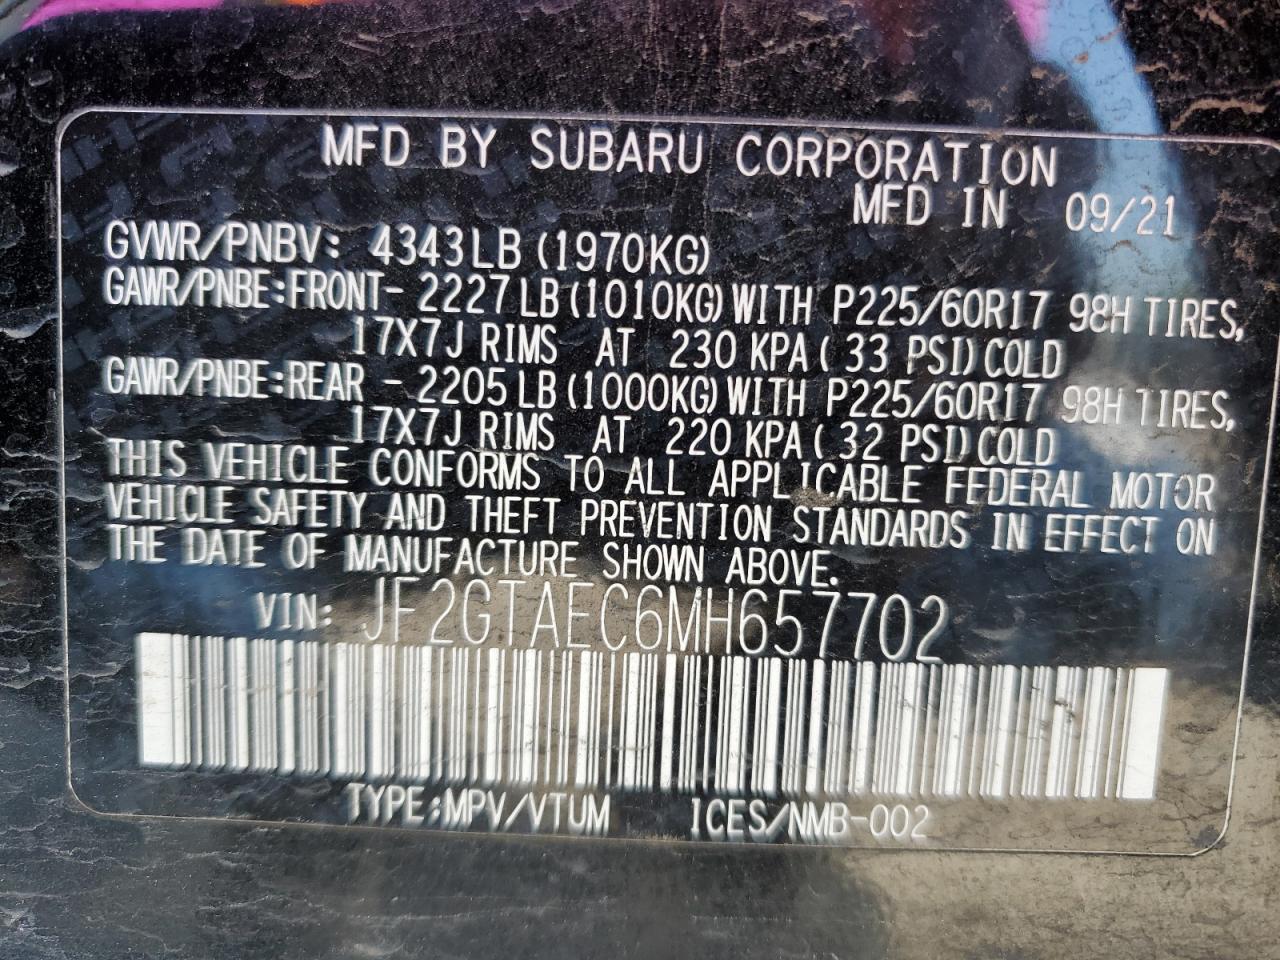 MFD BY SUBARU CORPORATION
MFD IN 09/21
GVWR/PNBV: 4343LB (1970KG)
GAWR/PNBE:FRONT- 2227LB(1010KG)WITH P225/60R17 98H TIRES,
17X7J RIMS AT 230 KPA( 33 PSI)COLD
GAWR/PNBE:REAR - 2205LB(1000KG)WITH P225/60R17 98H TIRES,
17X7J RIMS AT 220 KPA( 32 PSI)COLD
THIS VEHICLE CONFORMS TO ALL APPLICABLE FEDERAL MOTOR
VEHICLE SAFETY AND THEFT PREVENTION STANDARDS IN EFFECT ON
THE DATE OF MANUFACTURE SHOWN ABOVE.
VIN: JF2GTAEC6MH657702
TYPE:MPV/VTUM ICES/NMB-002